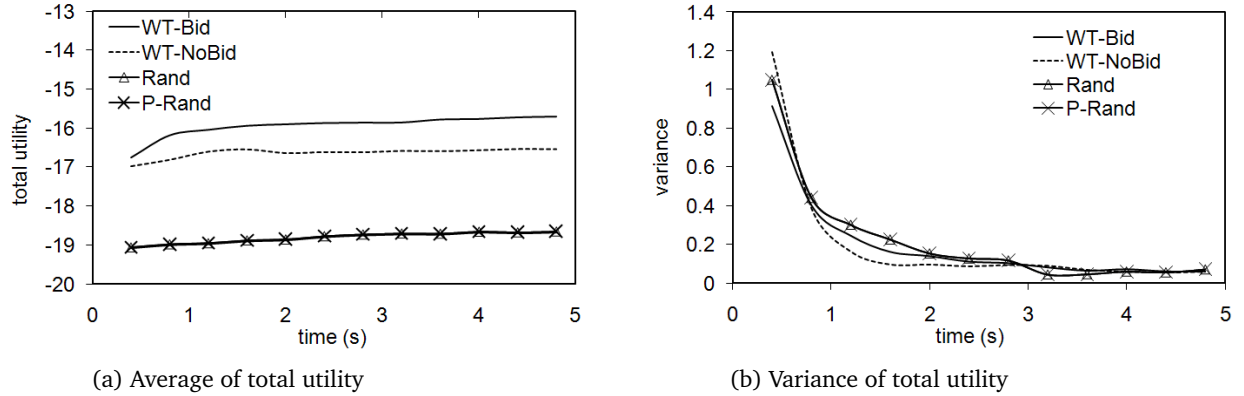 -13
-14
-15
-16
-17
-18
-19
-20
total utility
WT-Bid
WT-NoBid
Rand
P-Rand
0
1
2
3
4
5
time (s)
(a) Average of total utility
1.4
1.2
1
0.8
0.6
0.4
0.2
0
variance
WT-Bid
WT-NoBid
Rand
P-Rand
0
1
2
3
4
5
time (s)
(b) Variance of total utility